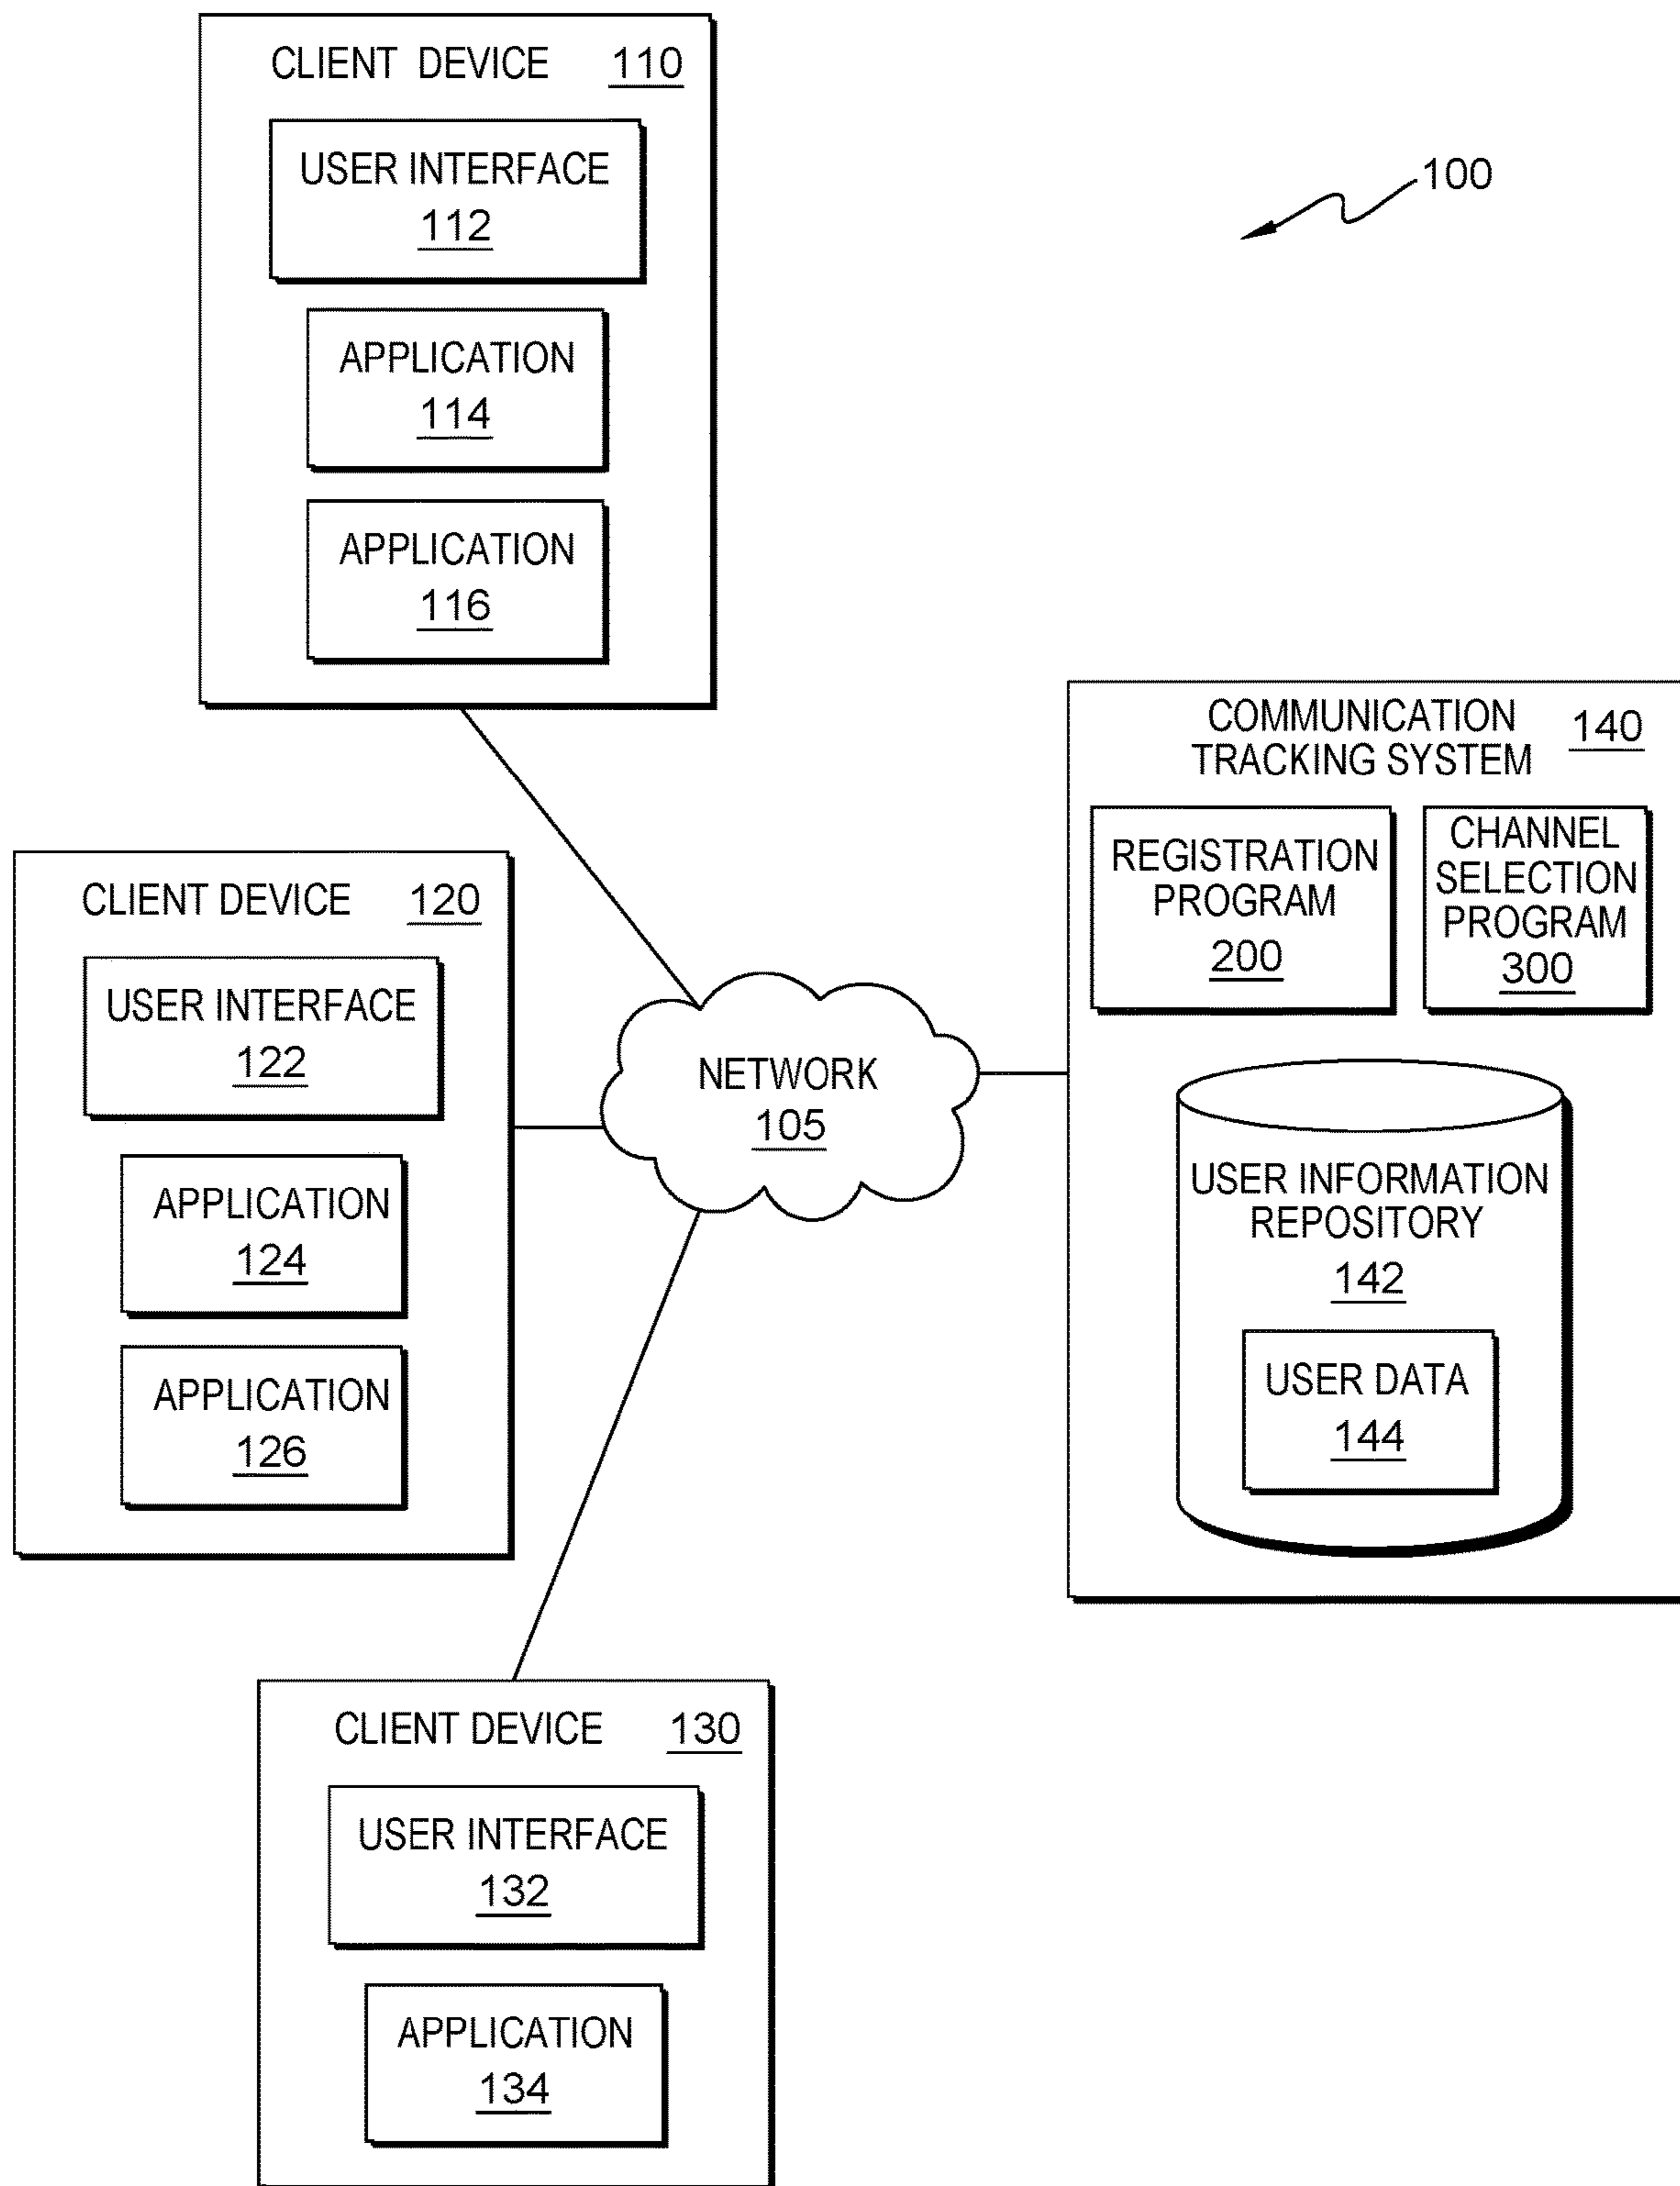 CLIENT DEVICE 110
USER INTERFACE
112
APPLICATION
114
APPLICATION
116
100
CLIENT DEVICE 120
USER INTERFACE
122
APPLICATION
124
APPLICATION
126
NETWORK
105
COMMUNICATION
TRACKING SYSTEM 140
REGISTRATION
PROGRAM
200
CHANNEL
SELECTION
PROGRAM
300
USER INFORMATION
REPOSITORY
142
USER DATA
144
CLIENT DEVICE 130
USER INTERFACE
132
APPLICATION
134